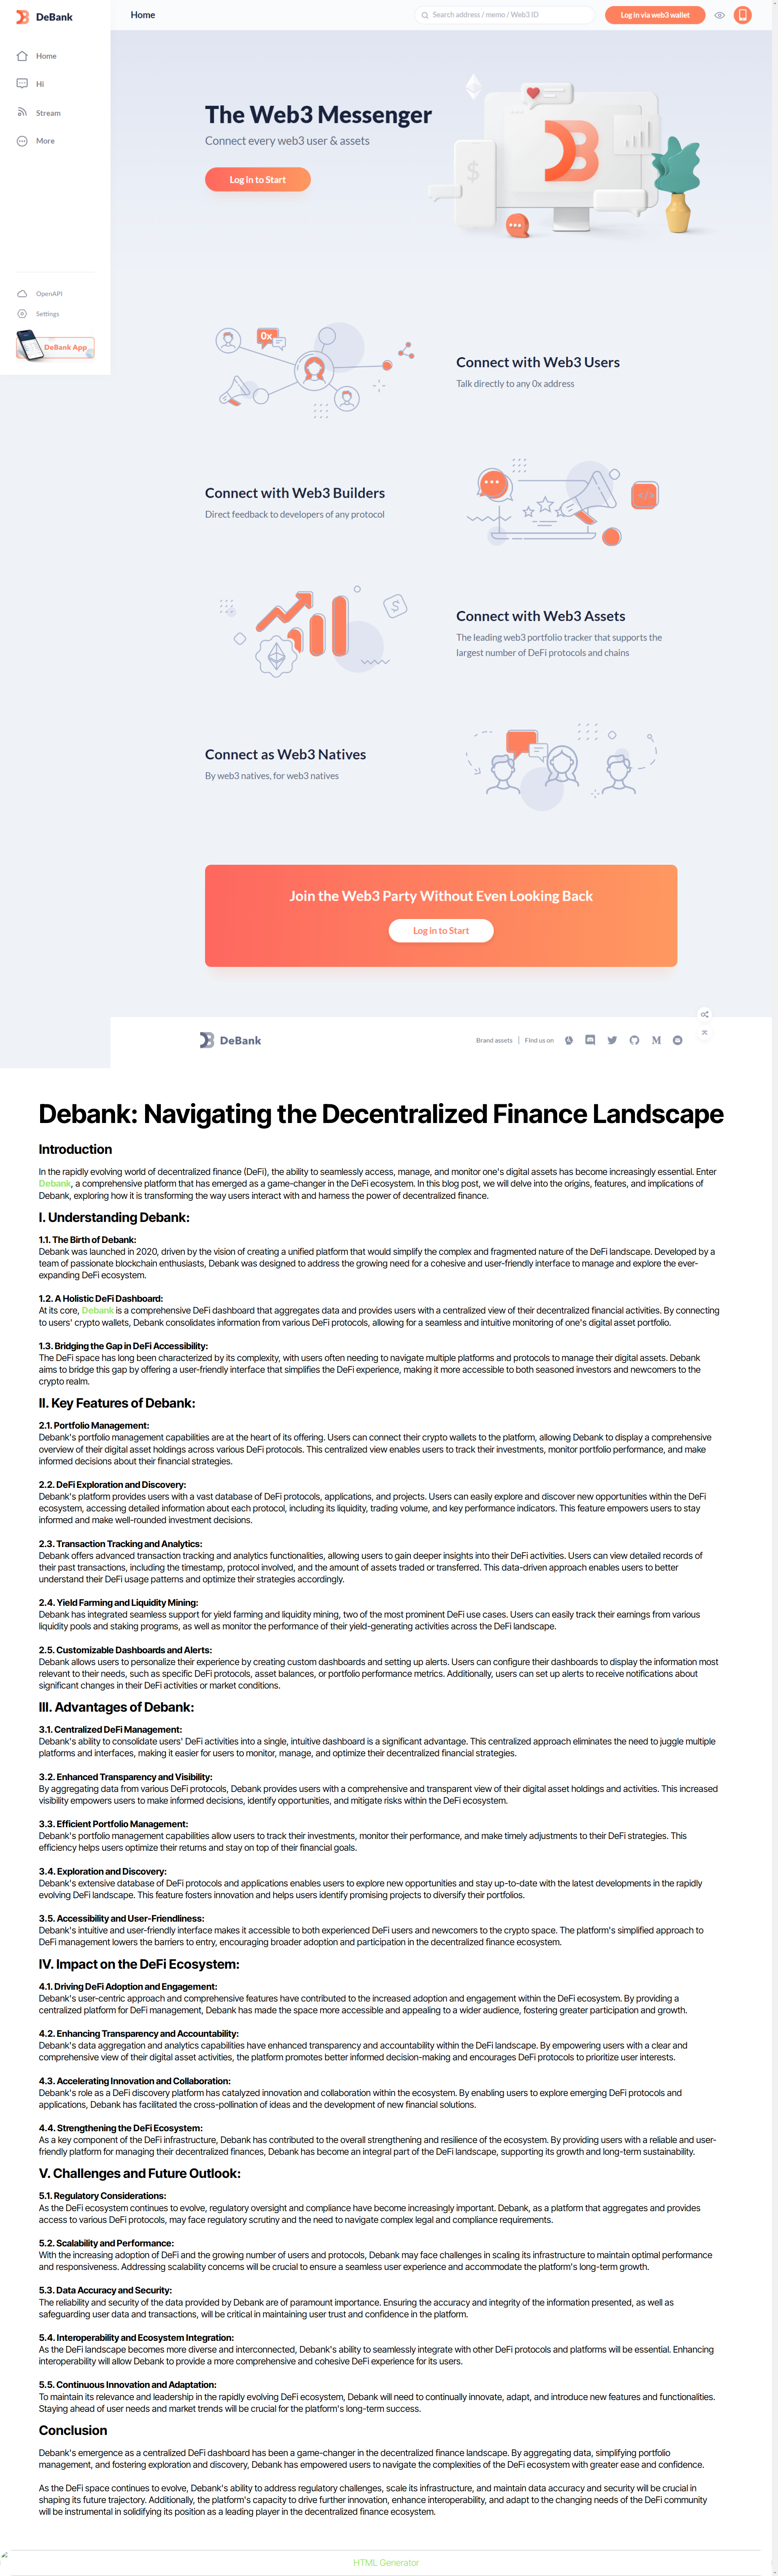 DeBank
Home
Hi
Stream
More
OpenAPI
Settings
DeBank App
Home
Search address / memo / Web3 ID
Log in via web3 wallet
The Web3 Messenger
Connect every web3 user & assets
Log in to Start
$
0x
Connect with Web3 Users
Talk directly to any 0x address
Connect with Web3 Builders
Direct feedback to developers of any protocol
</>
$
Connect with Web3 Assets
The leading web3 portfolio tracker that supports the
largest number of DeFi protocols and chains
Connect as Web3 Natives
By web3 natives, for web3 natives
Join the Web3 Party Without Even Looking Back
Log in to Start
DeBank
Brand assets | Find us on
Debank: Navigating the Decentralized Finance Landscape
Introduction
In the rapidly evolving world of decentralized finance (DeFi), the ability to seamlessly access, manage, and monitor one's digital assets has become increasingly essential. Enter
Debank, a comprehensive platform that has emerged as a game-changer in the DeFi ecosystem. In this blog post, we will delve into the origins, features, and implications of
Debank, exploring how it is transforming the way users interact with and harness the power of decentralized finance.
I. Understanding Debank:
1.1. The Birth of Debank:
Debank was launched in 2020, driven by the vision of creating a unified platform that would simplify the complex and fragmented nature of the DeFi landscape. Developed by a
team of passionate blockchain enthusiasts, Debank was designed to address the growing need for a cohesive and user-friendly interface to manage and explore the ever-
expanding DeFi ecosystem.
1.2. A Holistic DeFi Dashboard:
At its core, Debank is a comprehensive DeFi dashboard that aggregates data and provides users with a centralized view of their decentralized financial activities. By connecting
to users' crypto wallets, Debank consolidates information from various DeFi protocols, allowing for a seamless and intuitive monitoring of one's digital asset portfolio.
1.3. Bridging the Gap in DeFi Accessibility:
The DeFi space has long been characterized by its complexity, with users often needing to navigate multiple platforms and protocols to manage their digital assets. Debank
aims to bridge this gap by offering a user-friendly interface that simplifies the DeFi experience, making it more accessible to both seasoned investors and newcomers to the
crypto realm.
II. Key Features of Debank:
2.1. Portfolio Management:
Debank's portfolio management capabilities are at the heart of its offering. Users can connect their crypto wallets to the platform, allowing Debank to display a comprehensive
overview of their digital asset holdings across various DeFi protocols. This centralized view enables users to track their investments, monitor portfolio performance, and make
informed decisions about their financial strategies.
2.2. DeFi Exploration and Discovery:
Debank's platform provides users with a vast database of DeFi protocols, applications, and projects. Users can easily explore and discover new opportunities within the DeFi
ecosystem, accessing detailed information about each protocol, including its liquidity, trading volume, and key performance indicators. This feature empowers users to stay
informed and make well-rounded investment decisions.
2.3. Transaction Tracking and Analytics:
Debank offers advanced transaction tracking and analytics functionalities, allowing users to gain deeper insights into their DeFi activities. Users can view detailed records of
their past transactions, including the timestamp, protocol involved, and the amount of assets traded or transferred. This data-driven approach enables users to better
understand their DeFi usage patterns and optimize their strategies accordingly.
2.4. Yield Farming and Liquidity Mining:
Debank has integrated seamless support for yield farming and liquidity mining, two of the most prominent DeFi use cases. Users can easily track their earnings from various
liquidity pools and staking programs, as well as monitor the performance of their yield-generating activities across the DeFi landscape.
2.5. Customizable Dashboards and Alerts:
Debank allows users to personalize their experience by creating custom dashboards and setting up alerts. Users can configure their dashboards to display the information most
relevant to their needs, such as specific DeFi protocols, asset balances, or portfolio performance metrics. Additionally, users can set up alerts to receive notifications about
significant changes in their DeFi activities or market conditions.
III. Advantages of Debank:
3.1. Centralized DeFi Management:
Debank's ability to consolidate users' DeFi activities into a single, intuitive dashboard is a significant advantage. This centralized approach eliminates the need to juggle multiple
platforms and interfaces, making it easier for users to monitor, manage, and optimize their decentralized financial strategies.
3.2. Enhanced Transparency and Visibility:
By aggregating data from various DeFi protocols, Debank provides users with a comprehensive and transparent view of their digital asset holdings and activities. This increased
visibility empowers users to make informed decisions, identify opportunities, and mitigate risks within the DeFi ecosystem.
3.3. Efficient Portfolio Management:
Debank's portfolio management capabilities allow users to track their investments, monitor their performance, and make timely adjustments to their DeFi strategies. This
efficiency helps users optimize their returns and stay on top of their financial goals.
3.4. Exploration and Discovery:
Debank's extensive database of DeFi protocols and applications enables users to explore new opportunities and stay up-to-date with the latest developments in the rapidly
evolving DeFi landscape. This feature fosters innovation and helps users identify promising projects to diversify their portfolios.
3.5. Accessibility and User-Friendliness:
Debank's intuitive and user-friendly interface makes it accessible to both experienced DeFi users and newcomers to the crypto space. The platform's simplified approach to
DeFi management lowers the barriers to entry, encouraging broader adoption and participation in the decentralized finance ecosystem.
IV. Impact on the DeFi Ecosystem:
4.1. Driving DeFi Adoption and Engagement:
Debank's user-centric approach and comprehensive features have contributed to the increased adoption and engagement within the DeFi ecosystem. By providing a
centralized platform for DeFi management, Debank has made the space more accessible and appealing to a wider audience, fostering greater participation and growth.
4.2. Enhancing Transparency and Accountability:
Debank's data aggregation and analytics capabilities have enhanced transparency and accountability within the DeFi landscape. By empowering users with a clear and
comprehensive view of their digital asset activities, the platform promotes better informed decision-making and encourages DeFi protocols to prioritize user interests.
4.3. Accelerating Innovation and Collaboration:
Debank's role as a DeFi discovery platform has catalyzed innovation and collaboration within the ecosystem. By enabling users to explore emerging DeFi protocols and
applications, Debank has facilitated the cross-pollination of ideas and the development of new financial solutions.
4.4. Strengthening the DeFi Ecosystem:
As a key component of the DeFi infrastructure, Debank has contributed to the overall strengthening and resilience of the ecosystem. By providing users with a reliable and user-
friendly platform for managing their decentralized finances, Debank has become an integral part of the DeFi landscape, supporting its growth and long-term sustainability.
V. Challenges and Future Outlook:
5.1. Regulatory Considerations:
As the DeFi ecosystem continues to evolve, regulatory oversight and compliance have become increasingly important. Debank, as a platform that aggregates and provides
access to various DeFi protocols, may face regulatory scrutiny and the need to navigate complex legal and compliance requirements.
5.2. Scalability and Performance:
With the increasing adoption of DeFi and the growing number of users and protocols, Debank may face challenges in scaling its infrastructure to maintain optimal performance
and responsiveness. Addressing scalability concerns will be crucial to ensure a seamless user experience and accommodate the platform's long-term growth.
5.3. Data Accuracy and Security:
The reliability and security of the data provided by Debank are of paramount importance. Ensuring the accuracy and integrity of the information presented, as well as
safeguarding user data and transactions, will be critical in maintaining user trust and confidence in the platform.
5.4. Interoperability and Ecosystem Integration:
As the DeFi landscape becomes more diverse and interconnected, Debank's ability to seamlessly integrate with other DeFi protocols and platforms will be essential. Enhancing
interoperability will allow Debank to provide a more comprehensive and cohesive DeFi experience for its users.
5.5. Continuous Innovation and Adaptation:
To maintain its relevance and leadership in the rapidly evolving DeFi ecosystem, Debank will need to continually innovate, adapt, and introduce new features and functionalities.
Staying ahead of user needs and market trends will be crucial for the platform's long-term success.
Conclusion
Debank's emergence as a centralized DeFi dashboard has been a game-changer in the decentralized finance landscape. By aggregating data, simplifying portfolio
management, and fostering exploration and discovery, Debank has empowered users to navigate the complexities of the DeFi ecosystem with greater ease and confidence.
As the DeFi space continues to evolve, Debank's ability to address regulatory challenges, scale its infrastructure, and maintain data accuracy and security will be crucial in
shaping its future trajectory. Additionally, the platform's capacity to drive further innovation, enhance interoperability, and adapt to the changing needs of the DeFi community
will be instrumental in solidifying its position as a leading player in the decentralized finance ecosystem.
HTML Generator